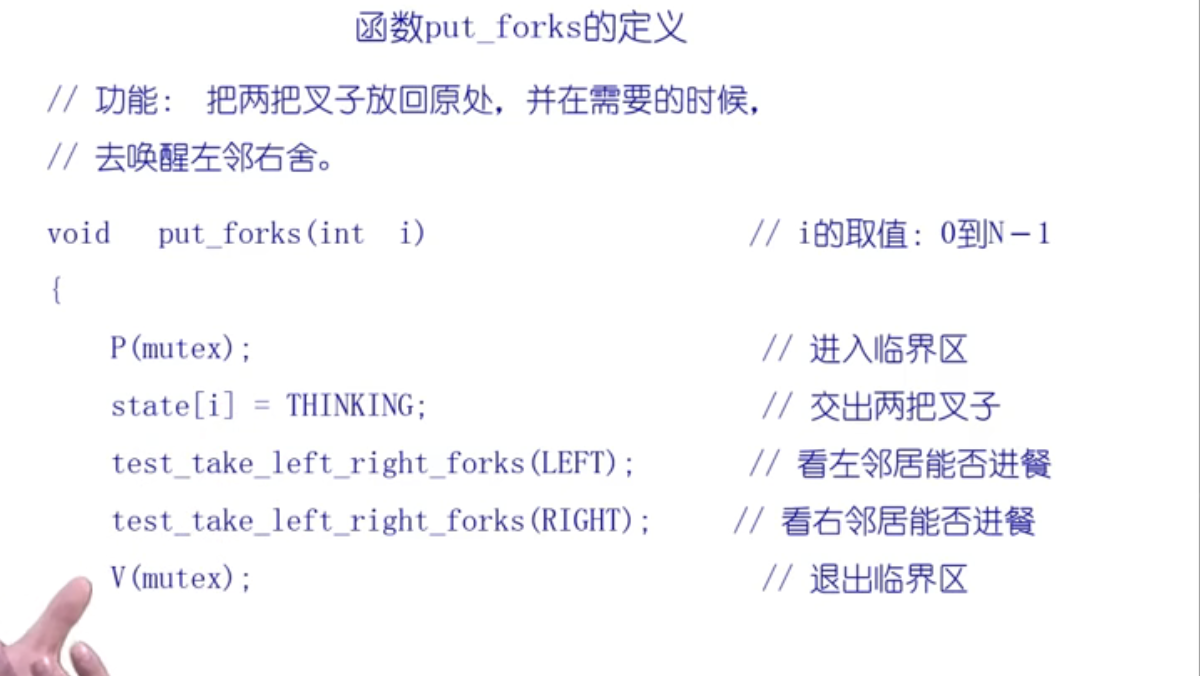 函数put_forks的定义
// 功能： 把两把叉子放回原处，并在需要的时候，
// 去唤醒左邻右舍。
void put_forks(int i) // i的取值：0到N－1
{
P(mutex); // 进入临界区
state[i] = THINKING; // 交出两把叉子
test_take_left_right_forks(LEFT); // 看左邻居能否进餐
test_take_left_right_forks(RIGHT); // 看右邻居能否进餐
V(mutex); // 退出临界区